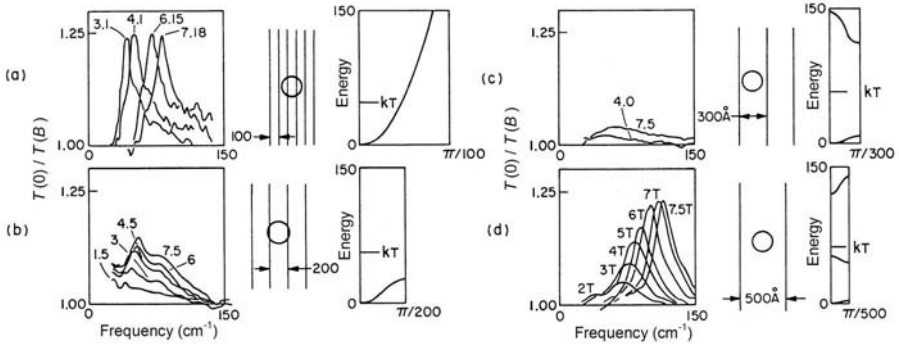 (a)
T(0) / T(B)
1.25
1.00
3.1
4.1
6.15
7.18
0
150
100
Energy
150
kT
0
π/100
(b)
T(0) / T(B)
1.25
1.00
1.5
3
4.5
7.5
6
0
150
Frequency (cm⁻¹)
200
Energy
150
kT
0
π/200
(c)
1.25
1.00
4.0
7.5
0
150
300Å
Energy
150
kT
0
π/300
(d)
1.25
1.00
2T
3T
4T
5T
6T
7T
7.5T
0
150
Frequency (cm⁻¹)
500Å
Energy
150
kT
0
π/500